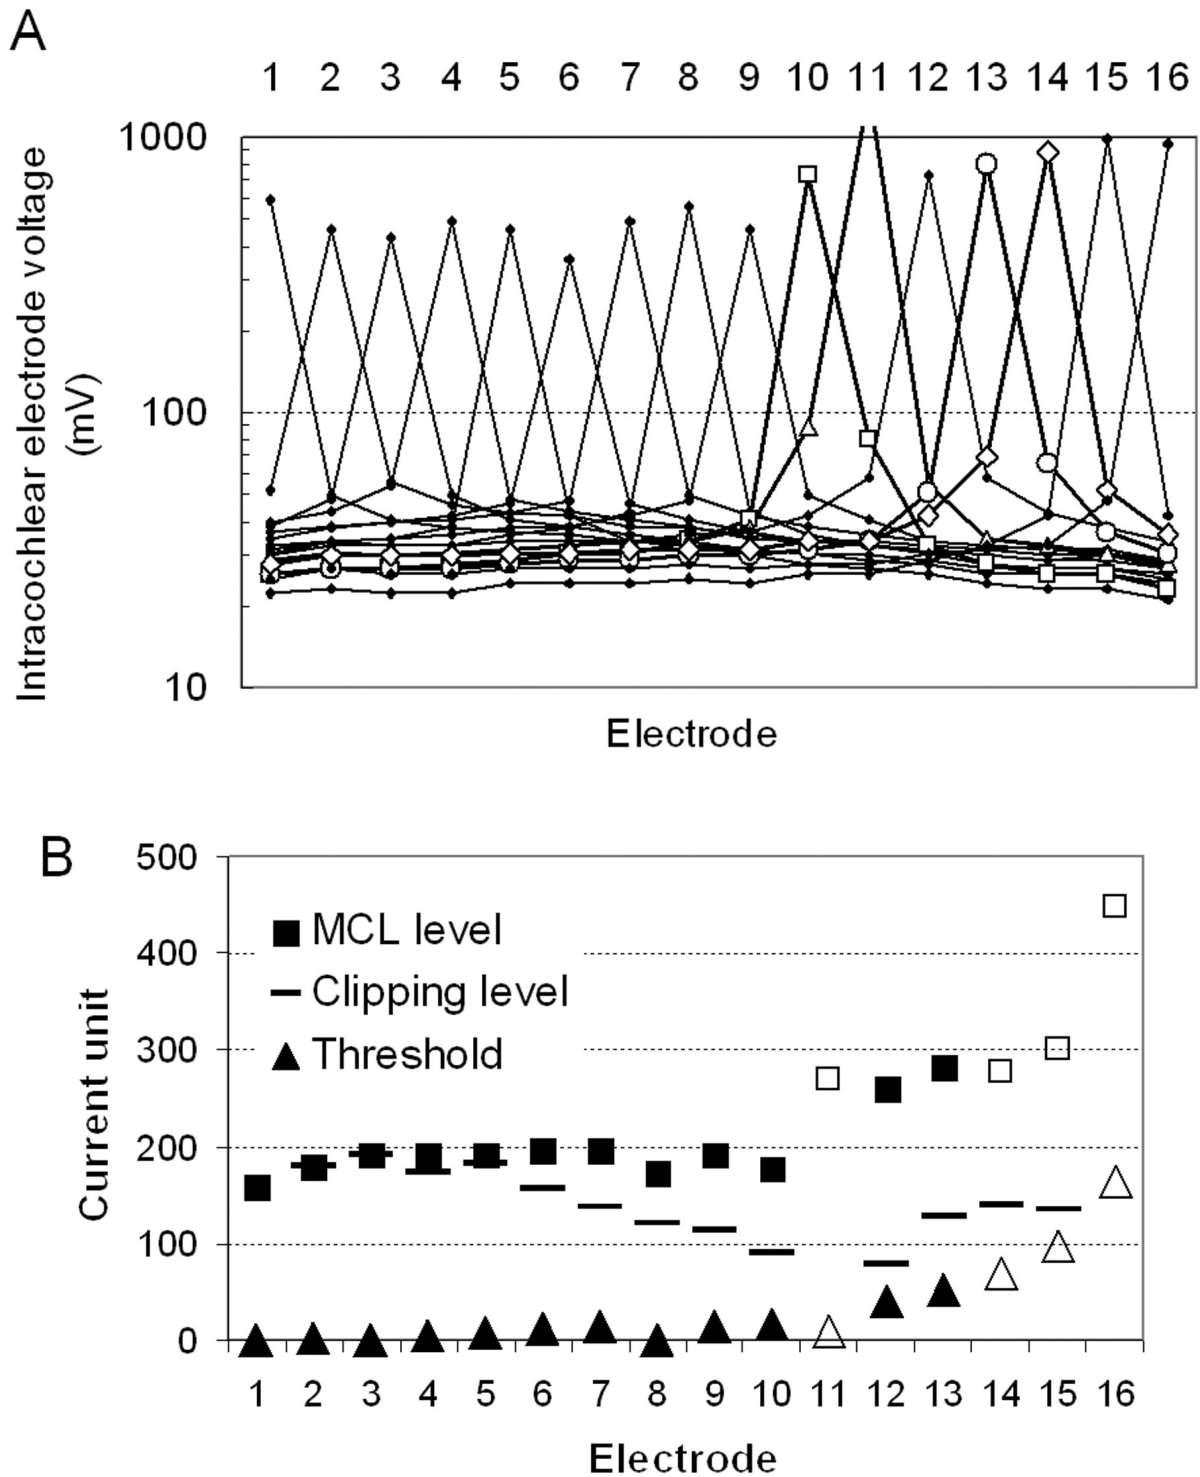 A
1 2 3 4 5 6 7 8 9 10 11 12 13 14 15 16
1000
100
10
Intracochlear electrode voltage
(mV)
Electrode
B
500
400
300
200
100
0
Current unit
MCL level
Clipping level
Threshold
1 2 3 4 5 6 7 8 9 10 11 12 13 14 15 16
Electrode